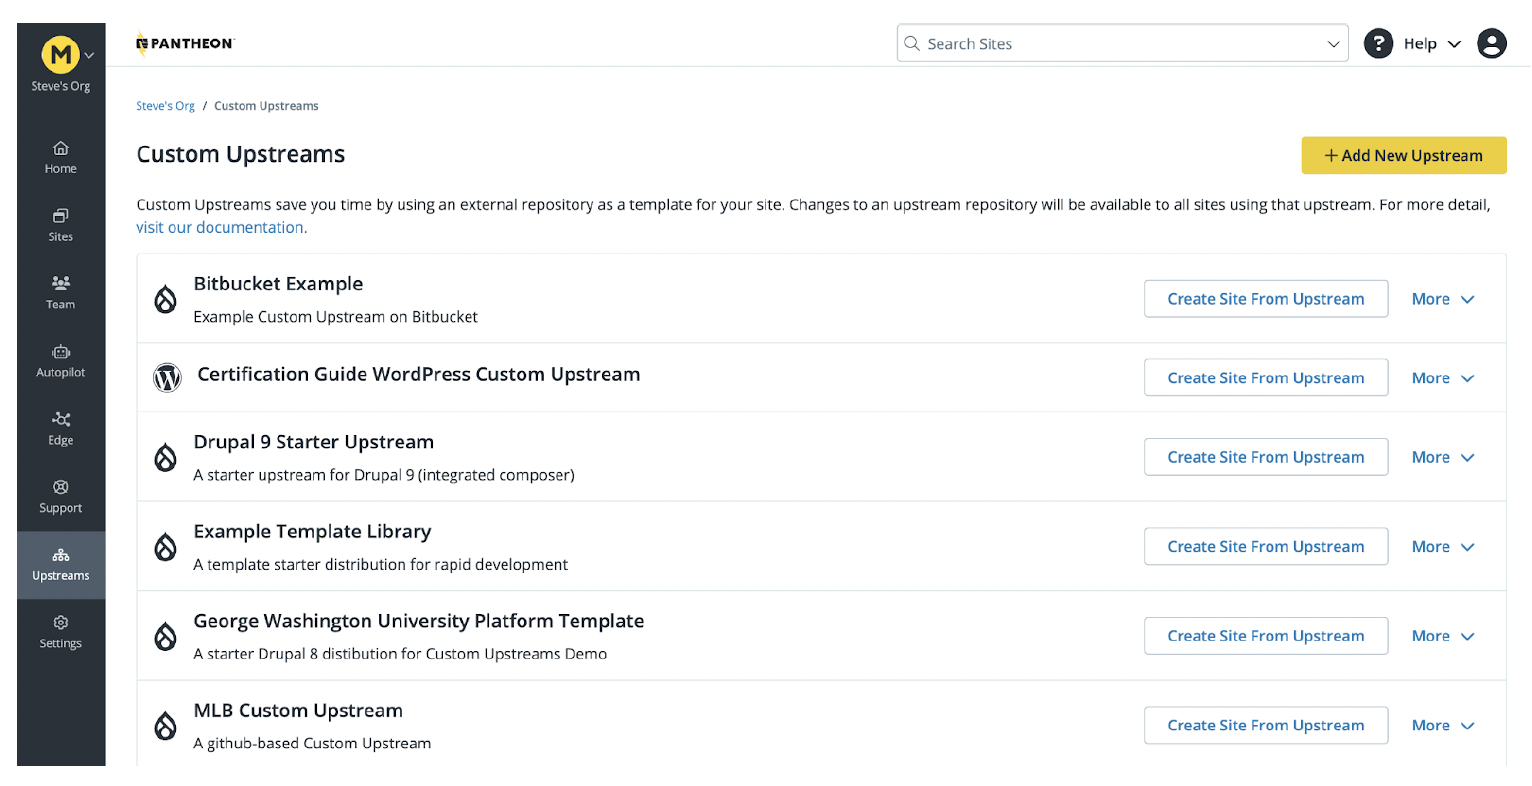 M
Steve's Org
Home
Sites
Team
Autopilot
Edge
Support
Upstreams
Settings
PANTHEON
Search Sites
? Help
Steve's Org / Custom Upstreams
Custom Upstreams
+ Add New Upstream
Custom Upstreams save you time by using an external repository as a template for your site. Changes to an upstream repository will be available to all sites using that upstream. For more detail,
visit our documentation.
Bitbucket Example
Example Custom Upstream on Bitbucket
Create Site From Upstream More
Certification Guide WordPress Custom Upstream
Create Site From Upstream More
Drupal 9 Starter Upstream
A starter upstream for Drupal 9 (integrated composer)
Create Site From Upstream More
Example Template Library
A template starter distribution for rapid development
Create Site From Upstream More
George Washington University Platform Template
A starter Drupal 8 distibution for Custom Upstreams Demo
Create Site From Upstream More
MLB Custom Upstream
A github-based Custom Upstream
Create Site From Upstream More